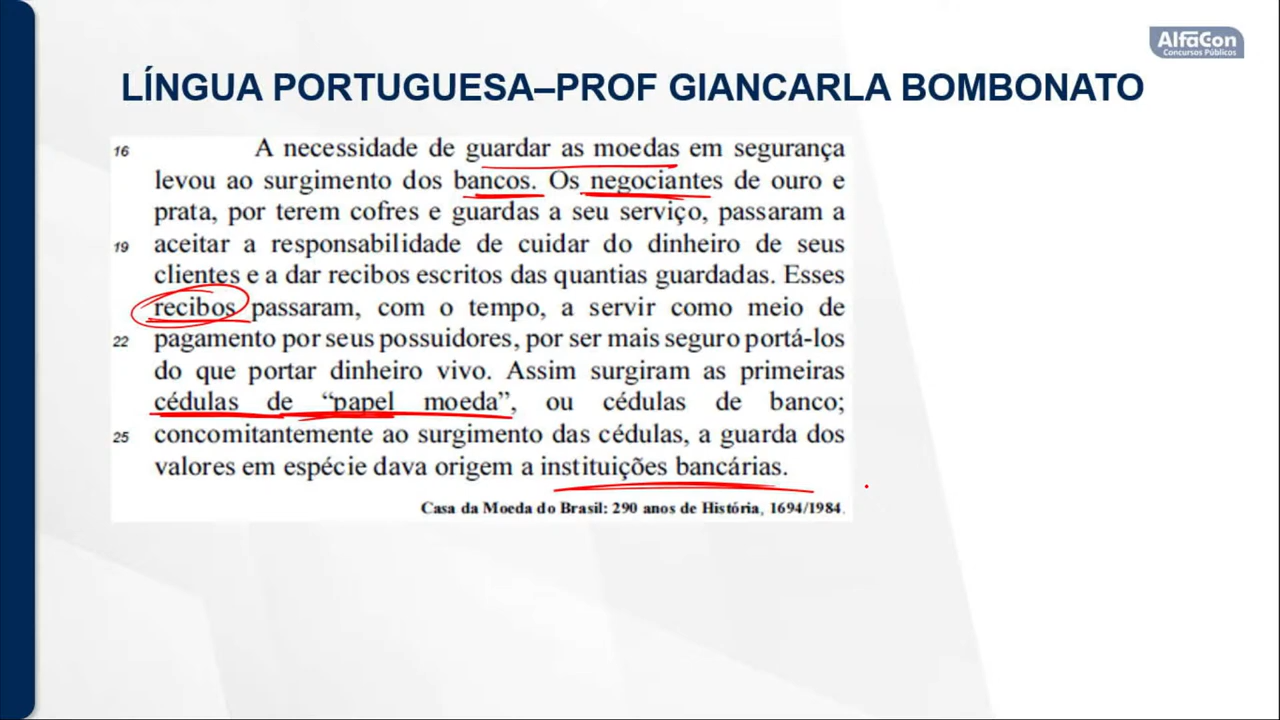 AlfaCon
Concursos Públicos
LÍNGUA PORTUGUESA–PROF GIANCARLA BOMBONATO
16 A necessidade de guardar as moedas em segurança
levou ao surgimento dos bancos. Os negociantes de ouro e
prata, por terem cofres e guardas a seu serviço, passaram a
19 aceitar a responsabilidade de cuidar do dinheiro de seus
clientes e a dar recibos escritos das quantias guardadas. Esses
recibos passaram, com o tempo, a servir como meio de
22 pagamento por seus possuidores, por ser mais seguro portá-los
do que portar dinheiro vivo. Assim surgiram as primeiras
cédulas de “papel moeda”, ou cédulas de banco;
25 concomitantemente ao surgimento das cédulas, a guarda dos
valores em espécie dava origem a instituições bancárias.
Casa da Moeda do Brasil: 290 anos de História, 1694/1984.